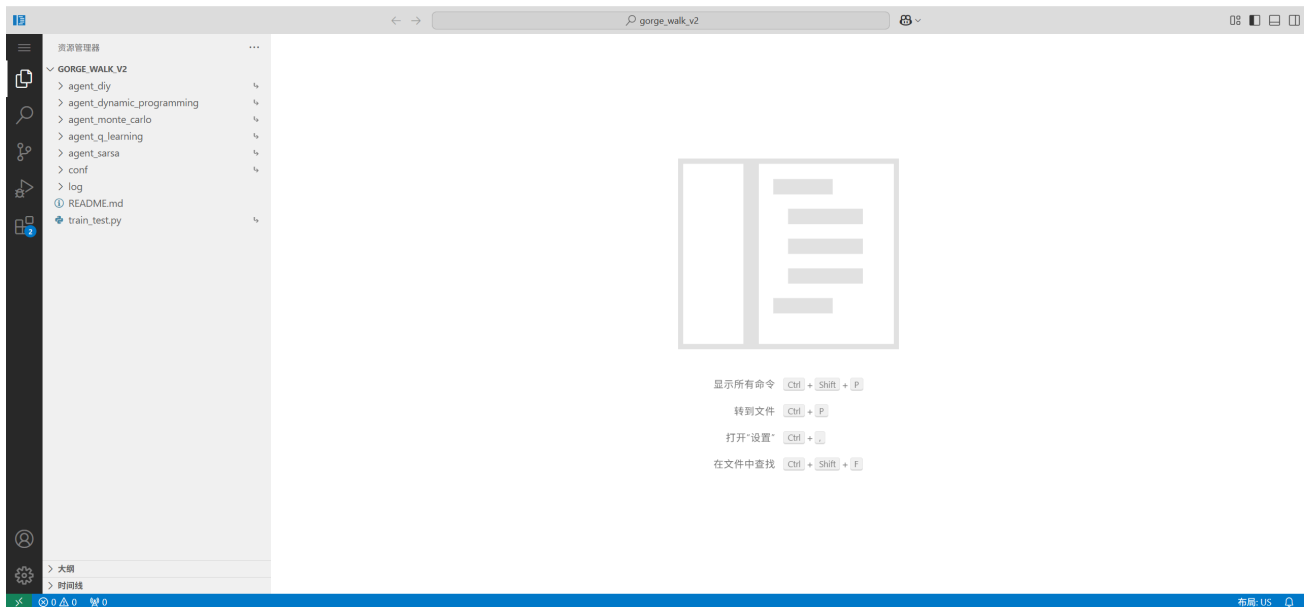 gorge_walk_v2
资源管理器
GORGE_WALK_V2
agent_diy
agent_dynamic_programming
agent_monte_carlo
agent_q_learning
agent_sarsa
conf
log
README.md
train_test.py
2
显示所有命令 Ctrl + Shift + P
转到文件 Ctrl + P
打开"设置" Ctrl + ,
在文件中查找 Ctrl + Shift + F
大纲
时间线
0 0 0 布局: US